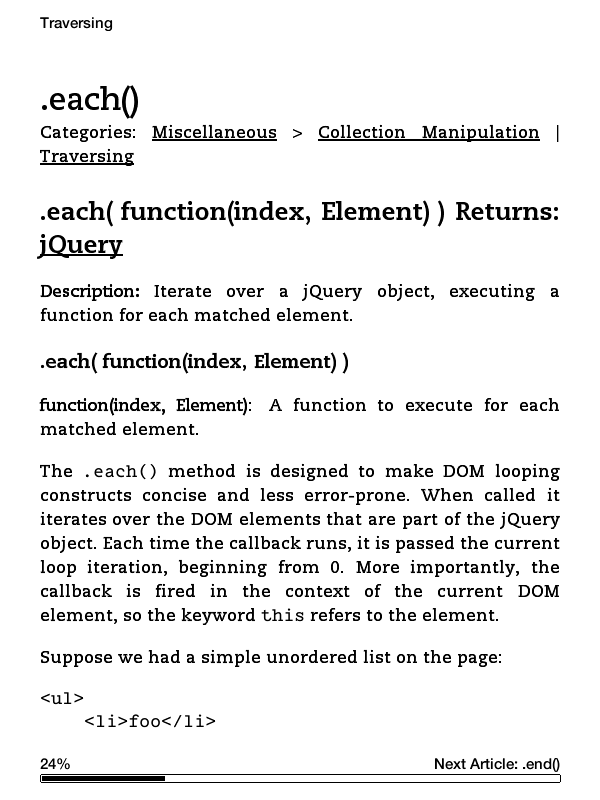 Traversing
.each()
Categories: Miscellaneous > Collection Manipulation |
Traversing
.each( function(index, Element) ) Returns:
jQuery
Description: Iterate over a jQuery object, executing a
function for each matched element.
.each( function(index, Element) )
function(index, Element): A function to execute for each
matched element.
The .each() method is designed to make DOM looping
constructs concise and less error-prone. When called it
iterates over the DOM elements that are part of the jQuery
object. Each time the callback runs, it is passed the current
loop iteration, beginning from 0. More importantly, the
callback is fired in the context of the current DOM
element, so the keyword this refers to the element.
Suppose we had a simple unordered list on the page:
<ul>
    <li>foo</li>
24% Next Article: .end()